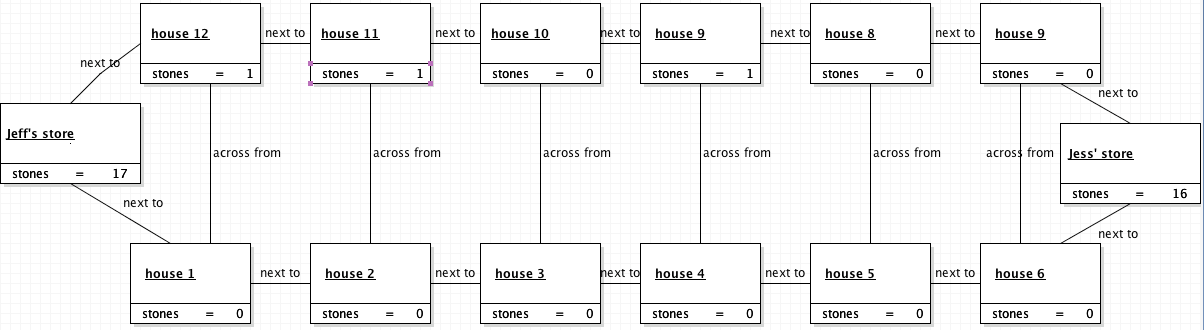 house 12
stones = 1
next to
house 11
stones = 1
next to
house 10
stones = 0
next to
house 9
stones = 1
next to
house 8
stones = 0
next to
house 9
stones = 0
next to
next to
Jeff's store
stones = 17
across from
across from
across from
across from
across from
across from
Jess' store
stones = 16
next to
next to
house 1
stones = 0
next to
house 2
stones = 0
next to
house 3
stones = 0
next to
house 4
stones = 0
next to
house 5
stones = 0
next to
house 6
stones = 0